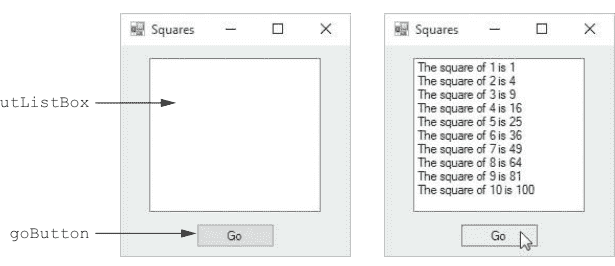 Squares
Squares
utListBox
The square of 1 is 1
The square of 2 is 4
The square of 3 is 9
The square of 4 is 16
The square of 5 is 25
The square of 6 is 36
The square of 7 is 49
The square of 8 is 64
The square of 9 is 81
The square of 10 is 100
goButton
Go
Go